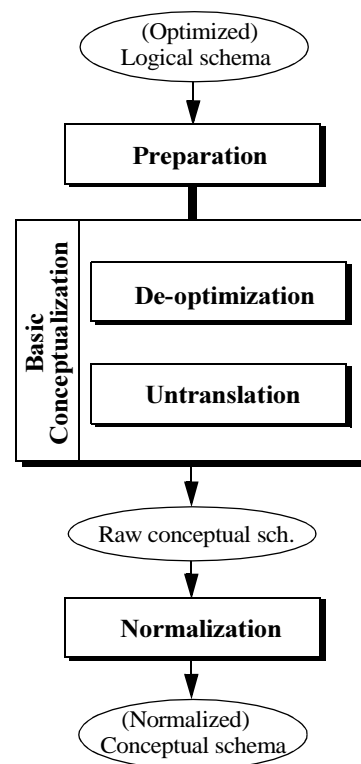 (Optimized)
Logical schema
Preparation
Basic
Conceptualization
De-optimization
Untranslation
Raw conceptual sch.
Normalization
(Normalized)
Conceptual schema